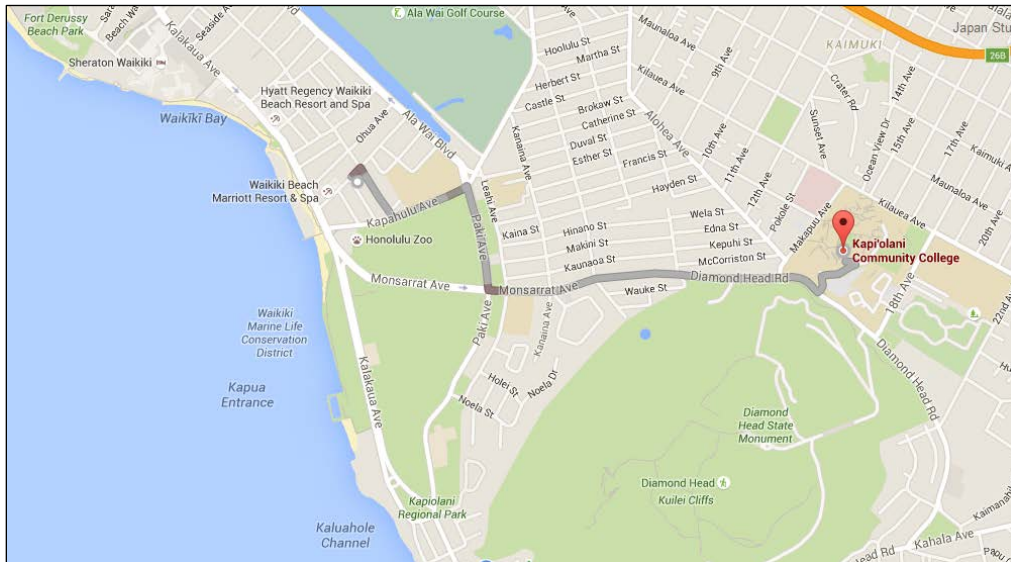 Fort Derussy
Beach Park
Seaside Ave
Beach Wa
Kalakaua Ave
Ala Wai Golf Course
Sheraton Waikiki
Hyatt Regency Waikiki
Beach Resort and Spa
Waikīkī Bay
Ohua Ave
Ala Wai Blvd
Waikiki Beach
Marriott Resort & Spa
Kapahulu Ave
Honolulu Zoo
Leahi Ave
Paki Ave
Kanaina Ave
Hoolulu St
Martha St
Herbert St
Castle St
Brokaw St
Catherine St
Duval St
Esther St
Francis St
Hayden St
Alohea Ave
Maunaloa Ave
Kilauea Ave
9th Ave
10th Ave
11th Ave
12th Ave
KAIMUKI
Japan Stu
26B
Crater Rd
14th Ave
Sunset Ave
Ocean View Dr
15th Ave
17th Ave
Kaimuki A
Maunaloa Ave
Pokole St
Makapuu Ave
Kilauea Ave
20th Ave
Kapi'olani
Community College
18th Ave
22nd Ave
Wela St
Edna St
Kepuhi St
McCorriston St
Kaina St
Hinano St
Makini St
Kaunaoa St
Monsarrat Ave
Monsarrat Ave
Diamond Head Rd
Wauke St
Waikiki
Marine Life
Conservation
District
Kapua
Entrance
Kalakaua Ave
Paki Ave
Kanaina Ave
Holei St
Noela Dr
Noela St
Diamond Head Rd
Diamond
Head State
Monument
Diamond Head
Kuilei Cliffs
Kapiolani
Regional Park
Kaluahole
Channel
Kaimanahil
Kahala Ave
Head Rd
Papu C